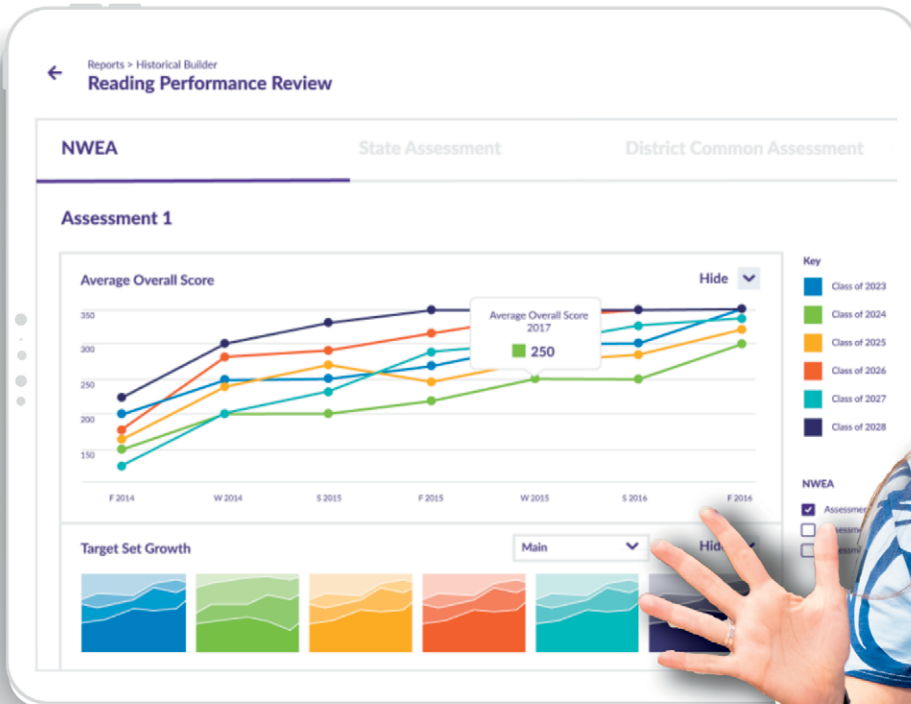 Reports > Historical Builder
Reading Performance Review
NWEA
State Assessment
District Common Assessment
Assessment 1
Average Overall Score
Hide
350
300
250
200
150
Average Overall Score
2017
250
F 2014
W 2014
S 2015
F 2015
W 2015
S 2016
F 2016
Key
Class of 2023
Class of 2024
Class of 2025
Class of 2026
Class of 2027
Class of 2028
NWEA
Target Set Growth
Main